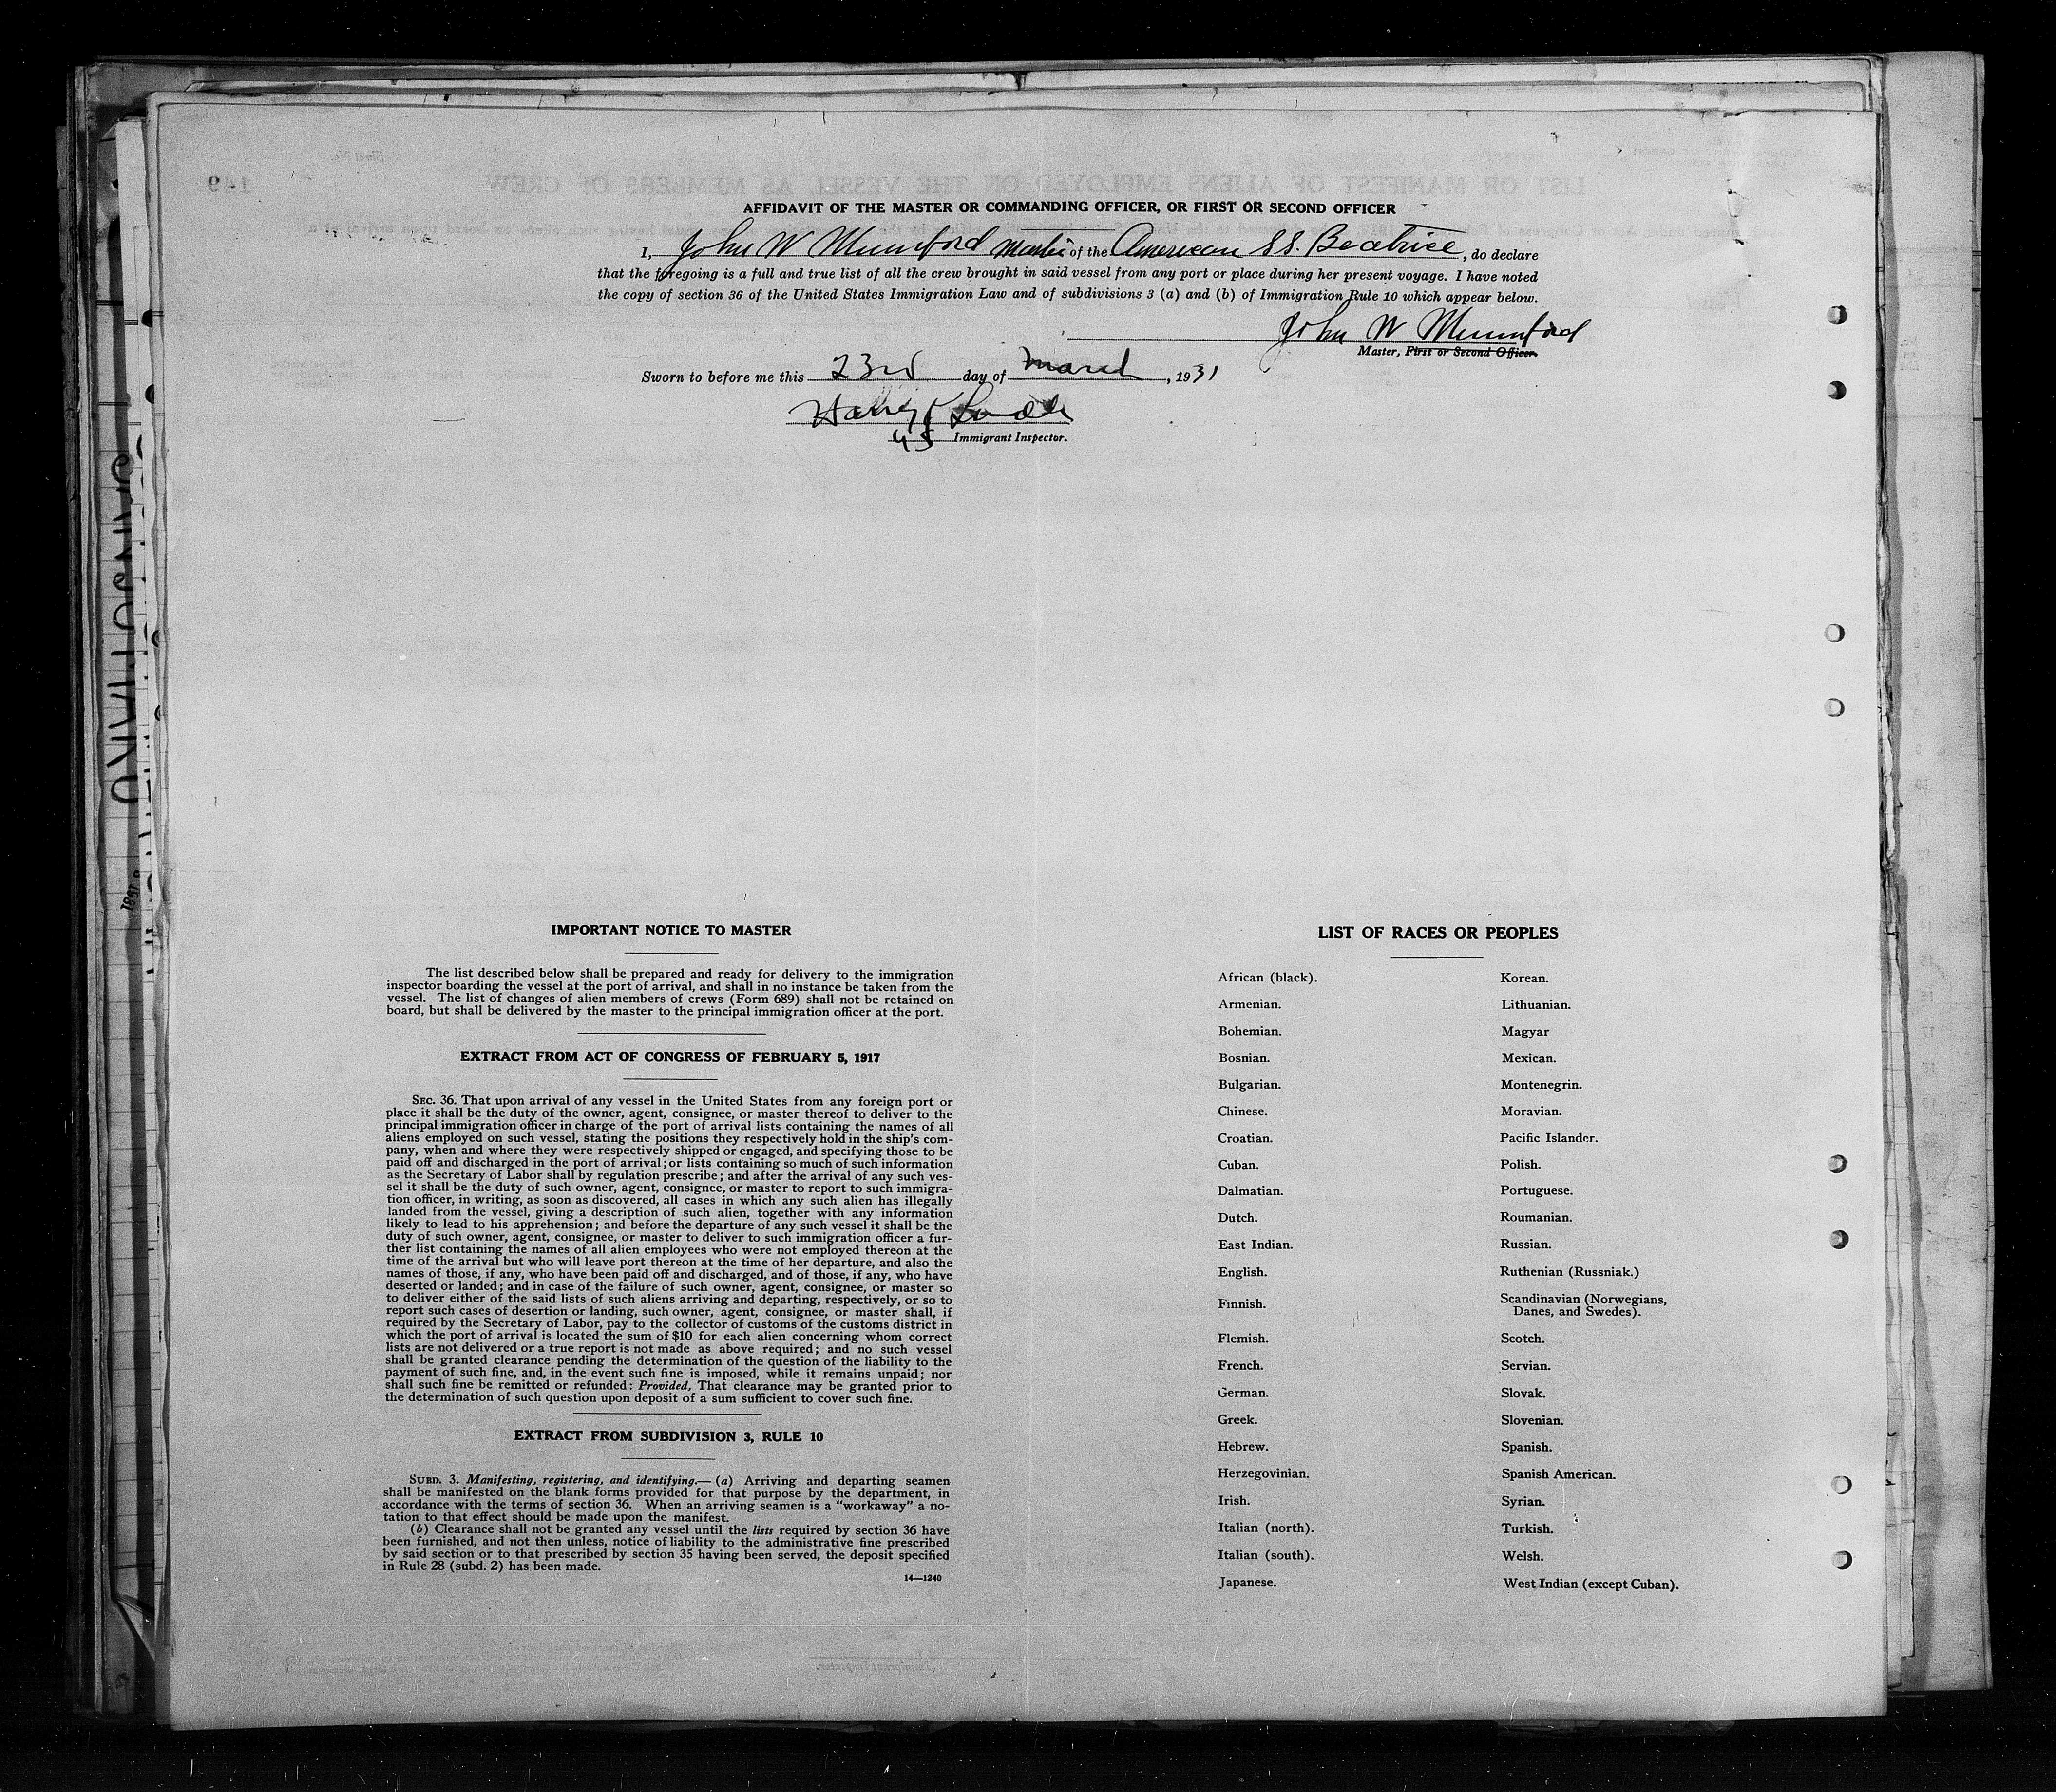 AFFIDAVIT OF THE MASTER OR COMMANDING OFFICER, OR FIRST OR SECOND OFFICER
I, John W Mumford Master of the American SS. Beatrice, do declare
that the foregoing is a full and true list of all the crew brought in said vessel from any port or place during her present voyage. I have noted
the copy of section 36 of the United States Immigration Law and of subdivisions 3 (a) and (b) of Immigration Rule 10 which appear below.
John W Mumford
Master, First or Second Officer.
Sworn to before me this 23rd day of March, 1931
Harry
Immigrant Inspector.
IMPORTANT NOTICE TO MASTER
The list described below shall be prepared and ready for delivery to the immigration
inspector boarding the vessel at the port of arrival, and shall in no instance be taken from the
vessel. The list of changes of alien members of crews (Form 689) shall not be retained on
board, but shall be delivered by the master to the principal immigration officer at the port.
EXTRACT FROM ACT OF CONGRESS OF FEBRUARY 5, 1917
SEC. 36. That upon arrival of any vessel in the United States from any foreign port or
place it shall be the duty of the owner, agent, consignee, or master thereof to deliver to the
principal immigration officer in charge of the port of arrival lists containing the names of all
aliens employed on such vessel, stating the positions they respectively hold in the ship's com-
pany, when and where they were respectively shipped or engaged, and specifying those to be
paid off and discharged in the port of arrival; or lists containing so much of such information
as the Secretary of Labor shall by regulation prescribe; and after the arrival of any such ves-
sel it shall be the duty of such owner, agent, consignee, or master to report to such immigra-
tion officer, in writing, as soon as discovered, all cases in which any such alien has illegally
landed from the vessel, giving a description of such alien, together with any information
likely to lead to his apprehension; and before the departure of any such vessel it shall be the
duty of such owner, agent, consignee, or master to deliver to such immigration officer a fur-
ther list containing the names of all alien employees who were not employed thereon at the
time of the arrival but who will leave port thereon at the time of her departure, and also the
names of those, if any, who have been paid off and discharged, and of those, if any, who have
deserted or landed; and in case of the failure of such owner, agent, consignee, or master so
to deliver either of the said lists of such aliens arriving and departing, respectively, or so to
report such cases of desertion or landing, such owner, agent, consignee, or master shall, if
required by the Secretary of Labor, pay to the collector of customs of the customs district in
which the port of arrival is located the sum of $10 for each alien concerning whom correct
lists are not delivered or a true report is not made as above required; and no such vessel
shall be granted clearance pending the determination of the question of the liability to the
payment of such fine, and, in the event such fine is imposed, while it remains unpaid; nor
shall such fine be remitted or refunded: Provided, That clearance may be granted prior to
the determination of such question upon deposit of a sum sufficient to cover such fine.
EXTRACT FROM SUBDIVISION 3, RULE 10
SUBD. 3. Manifesting, registering, and identifying.—(a) Arriving and departing seamen
shall be manifested on the blank forms provided for that purpose by the department, in
accordance with the terms of section 36. When an arriving seamen is a "workaway" a no-
tation to that effect should be made upon the manifest.
(b) Clearance shall not be granted any vessel until the lists required by section 36 have
been furnished, and not then unless, notice of liability to the administrative fine prescribed
by said section or to that prescribed by section 35 having been served, the deposit specified
in Rule 28 (subd. 2) has been made.
14—1240
LIST OF RACES OR PEOPLES
African (black).
Armenian.
Bohemian.
Bosnian.
Bulgarian.
Chinese.
Croatian.
Cuban.
Dalmatian.
Dutch.
East Indian.
English.
Finnish.
Flemish.
French.
German.
Greek.
Hebrew.
Herzegovinian.
Irish.
Italian (north).
Italian (south).
Japanese.
Korean.
Lithuanian.
Magyar
Mexican.
Montenegrin.
Moravian.
Pacific Islander.
Polish.
Portuguese.
Roumanian.
Russian.
Ruthenian (Russniak.)
Scandinavian (Norwegians,
Danes, and Swedes).
Scotch.
Servian.
Slovak.
Slovenian.
Spanish.
Spanish American.
Syrian.
Turkish.
Welsh.
West Indian (except Cuban).